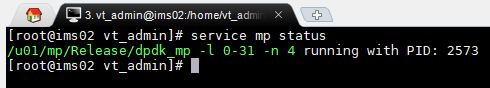 3. vt_admin@ims02:/home/vt_admin
[root@ims02 vt_admin]# service mp status
/u01/mp/Release/dpdk_mp -l 0-31 -n 4 running with PID: 2573
[root@ims02 vt_admin]#